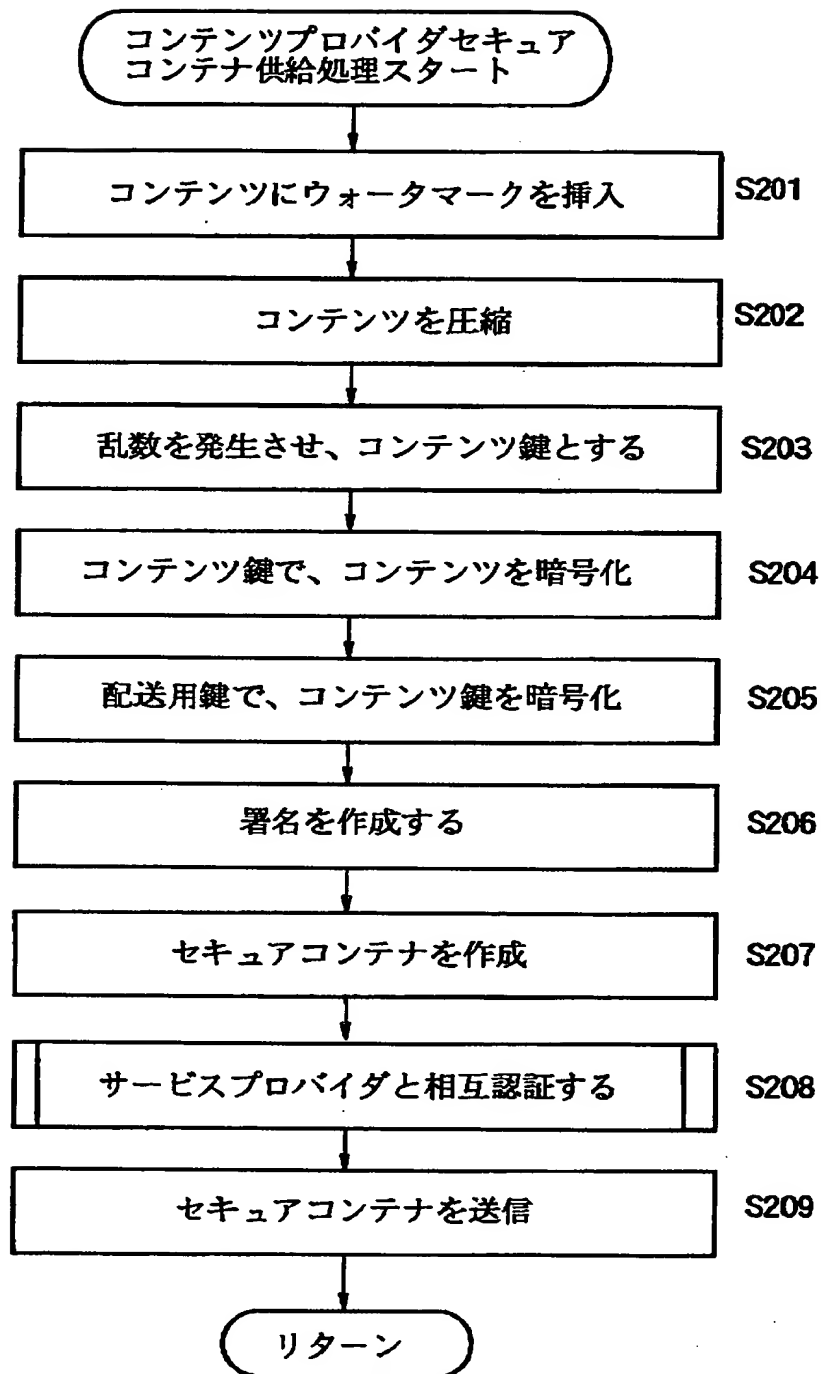 コンテンツプロバイダセキュア
コンテナ供給処理スタート
コンテンツにウォータマークを挿入
S201
コンテンツを圧縮
S202
乱数を発生させ、コンテンツ鍵とする
S203
コンテンツ鍵で、コンテンツを暗号化
S204
配送用鍵で、コンテンツ鍵を暗号化
S205
署名を作成する
S206
セキュアコンテナを作成
S207
サービスプロバイダと相互認証する
S208
セキュアコンテナを送信
S209
リターン